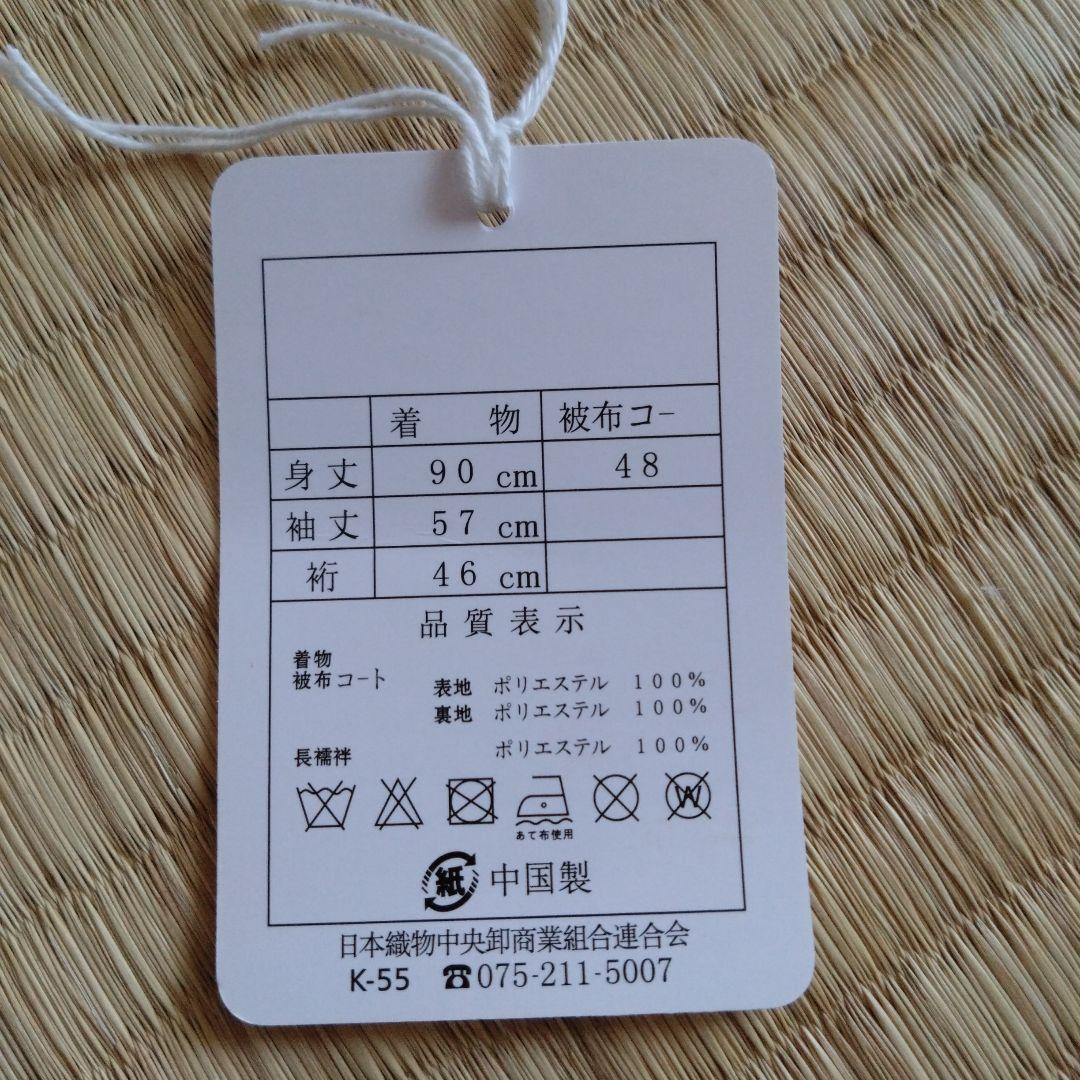 着　物　被布コ－
身丈　90 cm　48
袖丈　57 cm
裄　46 cm
品質表示
着物
被布コ－ト
表地　ポリエステル　100%
裏地　ポリエステル　100%
長襦袢　ポリエステル　100%
W
あて布使用
紙 中国製
日本織物中央卸商業組合連合会
K-55　☎075-211-5007